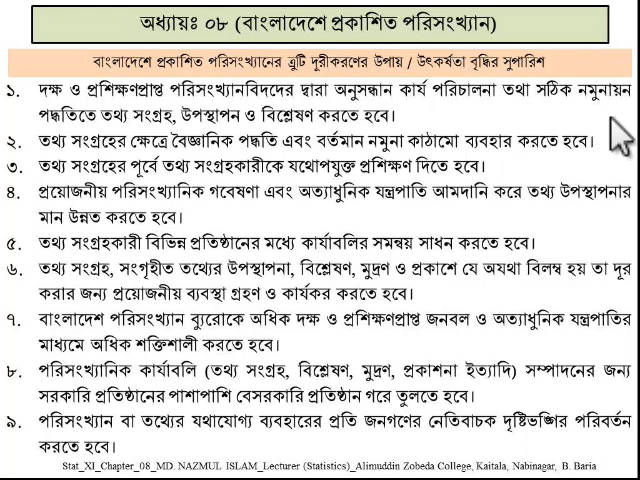 অধ্যায়ঃ ০৮ (বাংলাদেশে প্রকাশিত পরিসংখ্যান)
বাংলাদেশে প্রকাশিত পরিসংখ্যানের ত্রুটি দূরীকরণের উপায় / উৎকর্ষতা বৃদ্ধির সুপারিশ
১. দক্ষ ও প্রশিক্ষণপ্রাপ্ত পরিসংখ্যানবিদদের দ্বারা অনুসন্ধান কার্য পরিচালনা তথা সঠিক নমুনায়ন
পদ্ধতিতে তথ্য সংগ্রহ, উপস্থাপন ও বিশ্লেষণ করতে হবে।
২. তথ্য সংগ্রহের ক্ষেত্রে বৈজ্ঞানিক পদ্ধতি এবং বর্তমান নমুনা কাঠামো ব্যবহার করতে হবে।
৩. তথ্য সংগ্রহের পূর্বে তথ্য সংগ্রহকারীকে যথোপযুক্ত প্রশিক্ষণ দিতে হবে।
৪. প্রয়োজনীয় পরিসংখ্যানিক গবেষণা এবং অত্যাধুনিক যন্ত্রপাতি আমদানি করে তথ্য উপস্থাপনার
মান উন্নত করতে হবে।
৫. তথ্য সংগ্রহকারী বিভিন্ন প্রতিষ্ঠানের মধ্যে কার্যাবলির সমন্বয় সাধন করতে হবে।
৬. তথ্য সংগ্রহ, সংগৃহীত তথ্যের উপস্থাপনা, বিশ্লেষণ, মুদ্রণ ও প্রকাশে যে অযথা বিলম্ব হয় তা দূর
করার জন্য প্রয়োজনীয় ব্যবস্থা গ্রহণ ও কার্যকর করতে হবে।
৭. বাংলাদেশ পরিসংখ্যান ব্যুরোকে অধিক দক্ষ ও প্রশিক্ষণপ্রাপ্ত জনবল ও অত্যাধুনিক যন্ত্রপাতির
মাধ্যমে অধিক শক্তিশালী করতে হবে।
৮. পরিসংখ্যানিক কার্যাবলি (তথ্য সংগ্রহ, বিশ্লেষণ, মুদ্রণ, প্রকাশনা ইত্যাদি) সম্পাদনের জন্য
সরকারি প্রতিষ্ঠানের পাশাপাশি বেসরকারি প্রতিষ্ঠান গরে তুলতে হবে।
৯. পরিসংখ্যান বা তথ্যের যথাযোগ্য ব্যবহারের প্রতি জনগণের নেতিবাচক দৃষ্টিভঙ্গির পরিবর্তন
করতে হবে।
Stat_XI_Chapter_08_MD. NAZMUL ISLAM_Lecturer (Statistics)_Alimuddin Zobeda College, Kaitala, Nabinagar, B. Baria